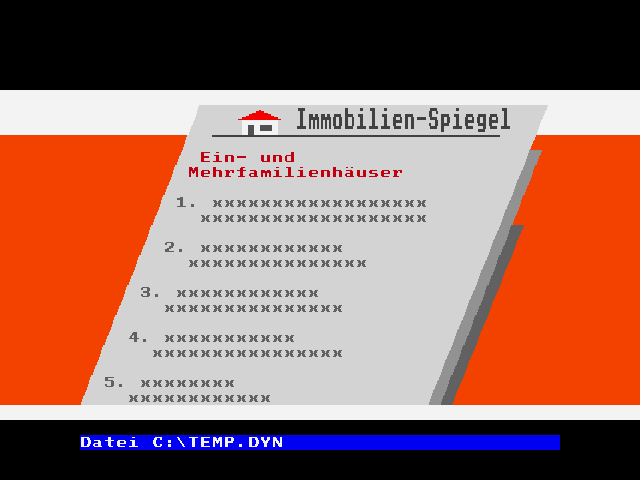 Immobilien-Spiegel
Ein- und
Mehrfamilienhäuser
1. xxxxxxxxxxxxxxxxxx
xxxxxxxxxxxxxxxxxxx
2. xxxxxxxxxxxx
xxxxxxxxxxxxxxx
3. xxxxxxxxxxxx
xxxxxxxxxxxxxxx
4. xxxxxxxxxxx
xxxxxxxxxxxxxxxx
5. xxxxxxxx
xxxxxxxxxxxx
Datei C:\TEMP.DYN